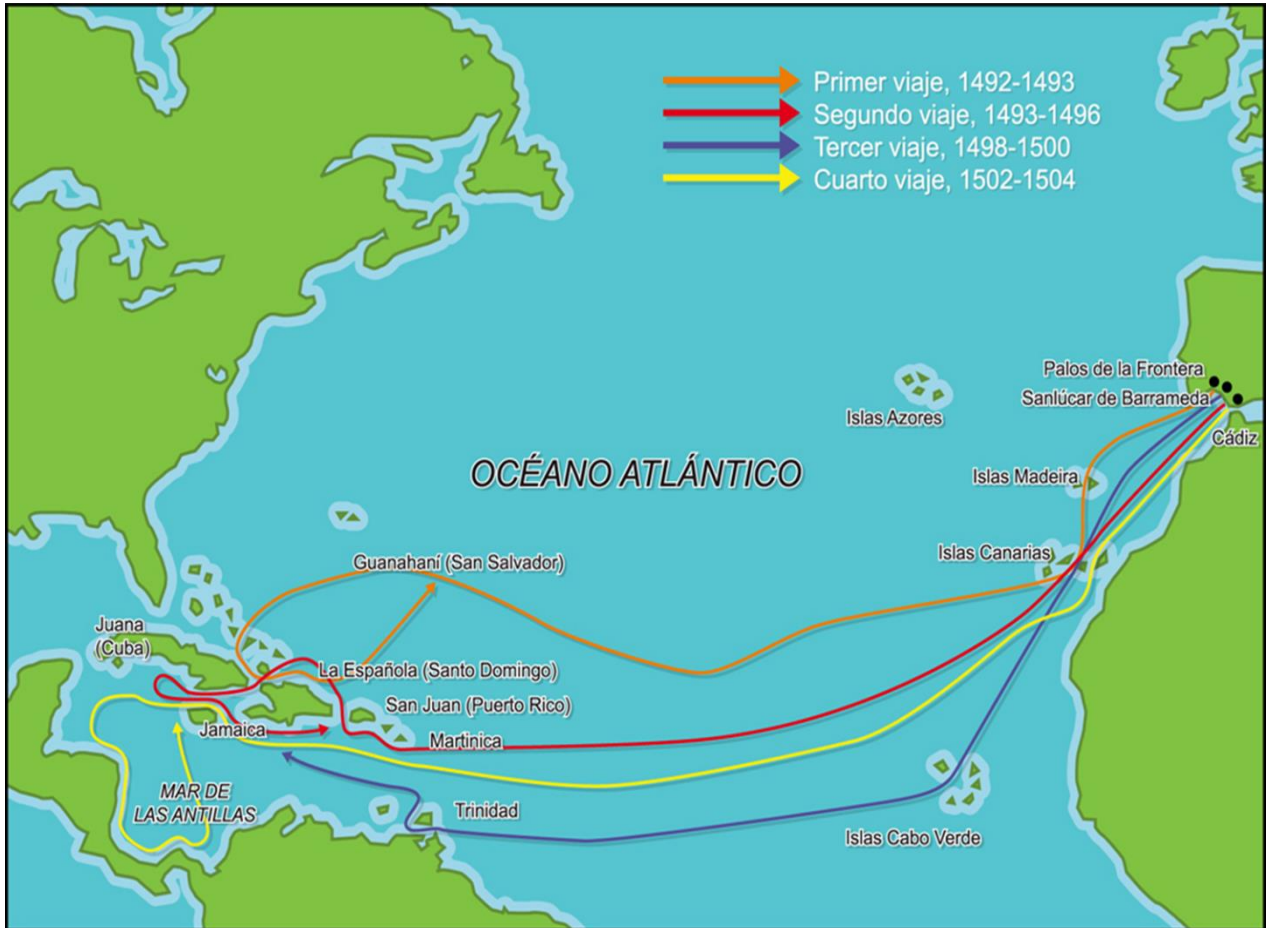 Primer viaje, 1492-1493
Segundo viaje, 1493-1496
Tercer viaje, 1498-1500
Cuarto viaje, 1502-1504
Palos de la Frontera
Sanlúcar de Barrameda
Islas Azores
Cádiz
OCÉANO ATLÁNTICO
Islas Madeira
Islas Canarias
Guanahaní (San Salvador)
Juana
(Cuba)
La Española (Santo Domingo)
San Juan (Puerto Rico)
Jamaica
Martinica
MAR DE
LAS ANTILLAS
Trinidad
Islas Cabo Verde